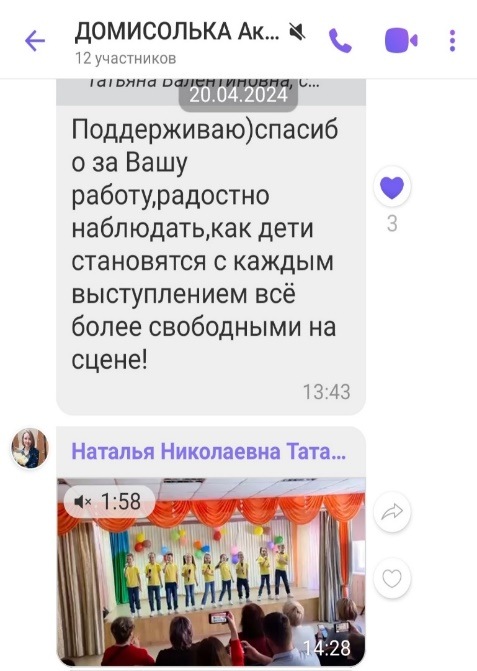 ДОМИСОЛЬКА Ак...
12 участников
Татьяна Валентиновна, с...
20.04.2024
Поддерживаю)спасиб
о за Вашу
работу,радостно
наблюдать,как дети
становятся с каждым
выступлением всё
более свободными на
сцене!
3
13:43
Наталья Николаевна Тата...
1:58
14:28